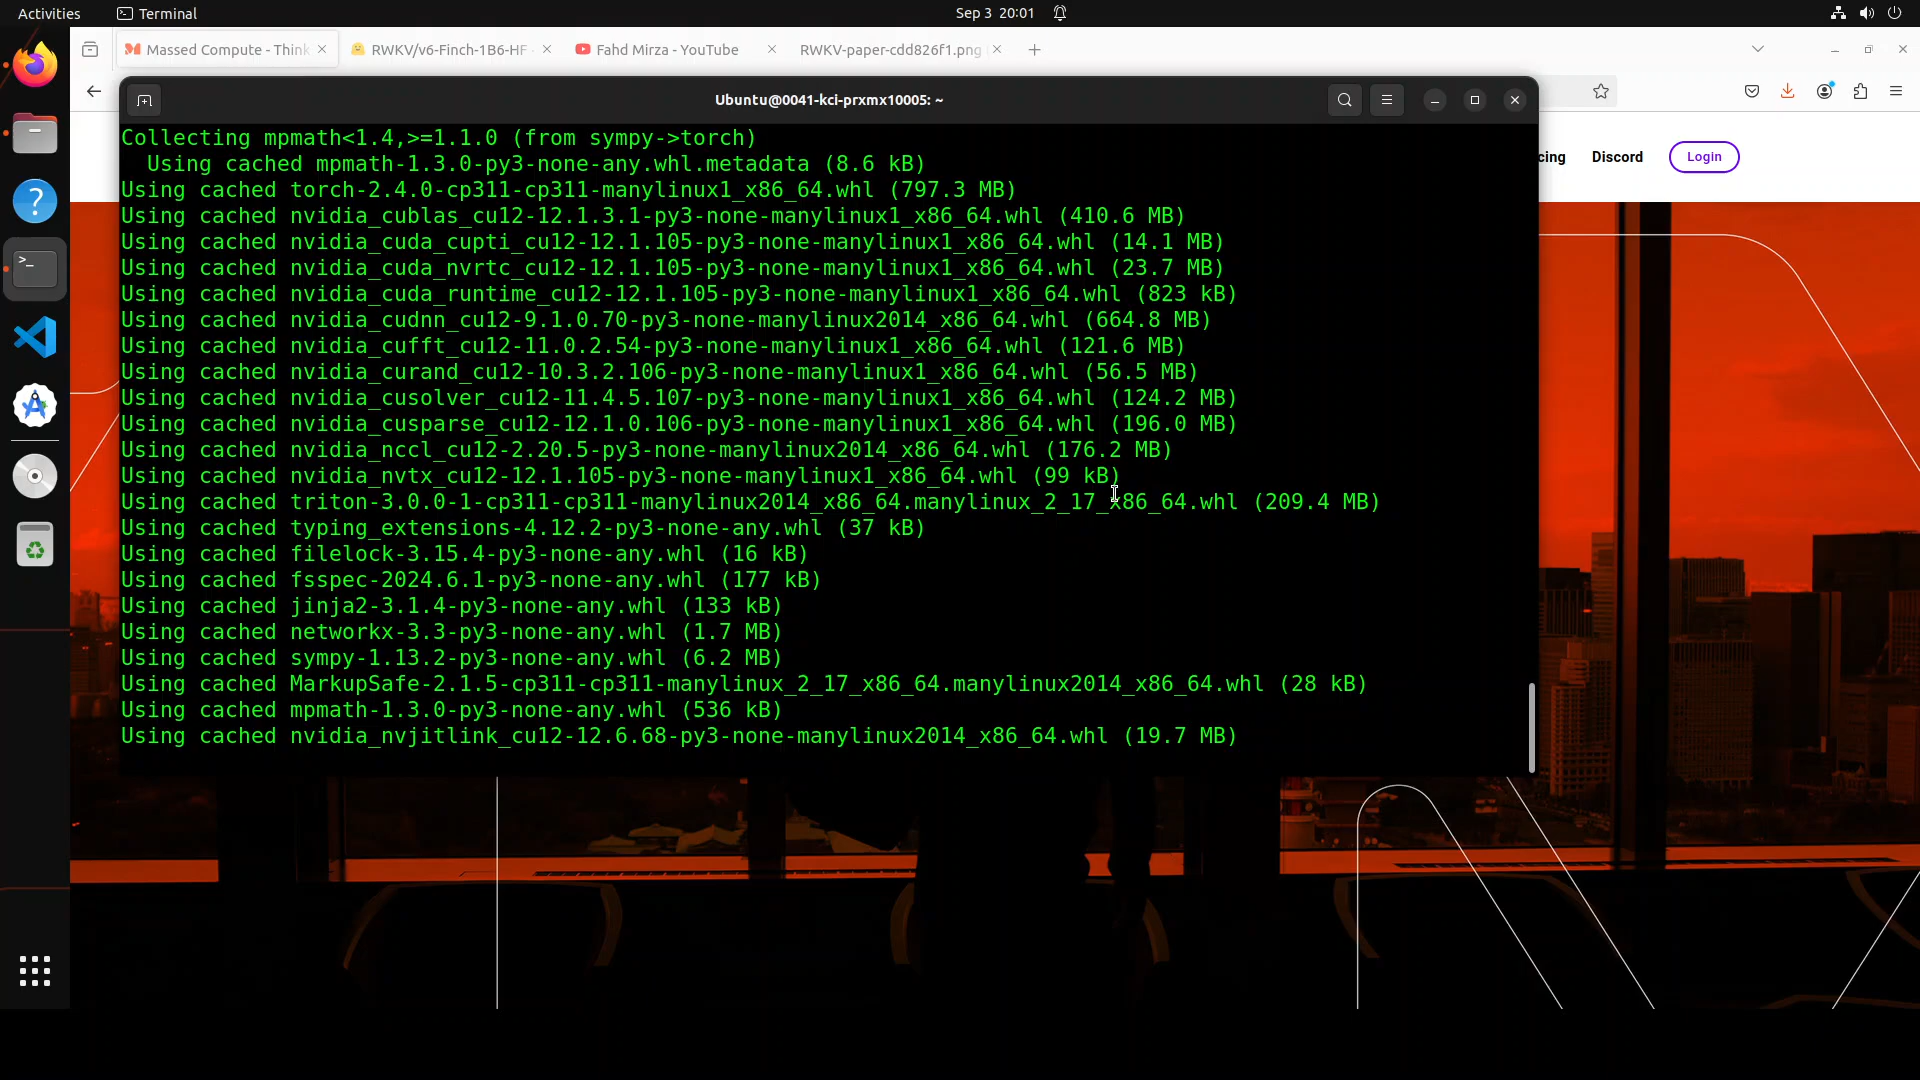 Activities
Terminal
Sep 3 20:01
Massed Compute - Think
RWKV/v6-Finch-1B6-HF
Fahd Mirza - YouTube
RWKV-paper-cdd826f1.png
Ubuntu@0041-kci-prxmx10005: ~
cing
Discord
Login
Collecting mpmath<1.4,>=1.1.0 (from sympy->torch)
Using cached mpmath-1.3.0-py3-none-any.whl.metadata (8.6 kB)
Using cached torch-2.4.0-cp311-cp311-manylinux1_x86_64.whl (797.3 MB)
Using cached nvidia_cublas_cu12-12.1.3.1-py3-none-manylinux1_x86_64.whl (410.6 MB)
Using cached nvidia_cuda_cupti_cu12-12.1.105-py3-none-manylinux1_x86_64.whl (14.1 MB)
Using cached nvidia_cuda_nvrtc_cu12-12.1.105-py3-none-manylinux1_x86_64.whl (23.7 MB)
Using cached nvidia_cuda_runtime_cu12-12.1.105-py3-none-manylinux1_x86_64.whl (823 kB)
Using cached nvidia_cudnn_cu12-9.1.0.70-py3-none-manylinux2014_x86_64.whl (664.8 MB)
Using cached nvidia_cufft_cu12-11.0.2.54-py3-none-manylinux1_x86_64.whl (121.6 MB)
Using cached nvidia_curand_cu12-10.3.2.106-py3-none-manylinux1_x86_64.whl (56.5 MB)
Using cached nvidia_cusolver_cu12-11.4.5.107-py3-none-manylinux1_x86_64.whl (124.2 MB)
Using cached nvidia_cusparse_cu12-12.1.0.106-py3-none-manylinux1_x86_64.whl (196.0 MB)
Using cached nvidia_nccl_cu12-2.20.5-py3-none-manylinux2014_x86_64.whl (176.2 MB)
Using cached nvidia_nvtx_cu12-12.1.105-py3-none-manylinux1_x86_64.whl (99 kB)
Using cached triton-3.0.0-1-cp311-cp311-manylinux2014_x86_64.manylinux_2_17_x86_64.whl (209.4 MB)
Using cached typing_extensions-4.12.2-py3-none-any.whl (37 kB)
Using cached filelock-3.15.4-py3-none-any.whl (16 kB)
Using cached fsspec-2024.6.1-py3-none-any.whl (177 kB)
Using cached jinja2-3.1.4-py3-none-any.whl (133 kB)
Using cached networkx-3.3-py3-none-any.whl (1.7 MB)
Using cached sympy-1.13.2-py3-none-any.whl (6.2 MB)
Using cached MarkupSafe-2.1.5-cp311-cp311-manylinux_2_17_x86_64.manylinux2014_x86_64.whl (28 kB)
Using cached mpmath-1.3.0-py3-none-any.whl (536 kB)
Using cached nvidia_nvjitlink_cu12-12.6.68-py3-none-manylinux2014_x86_64.whl (19.7 MB)